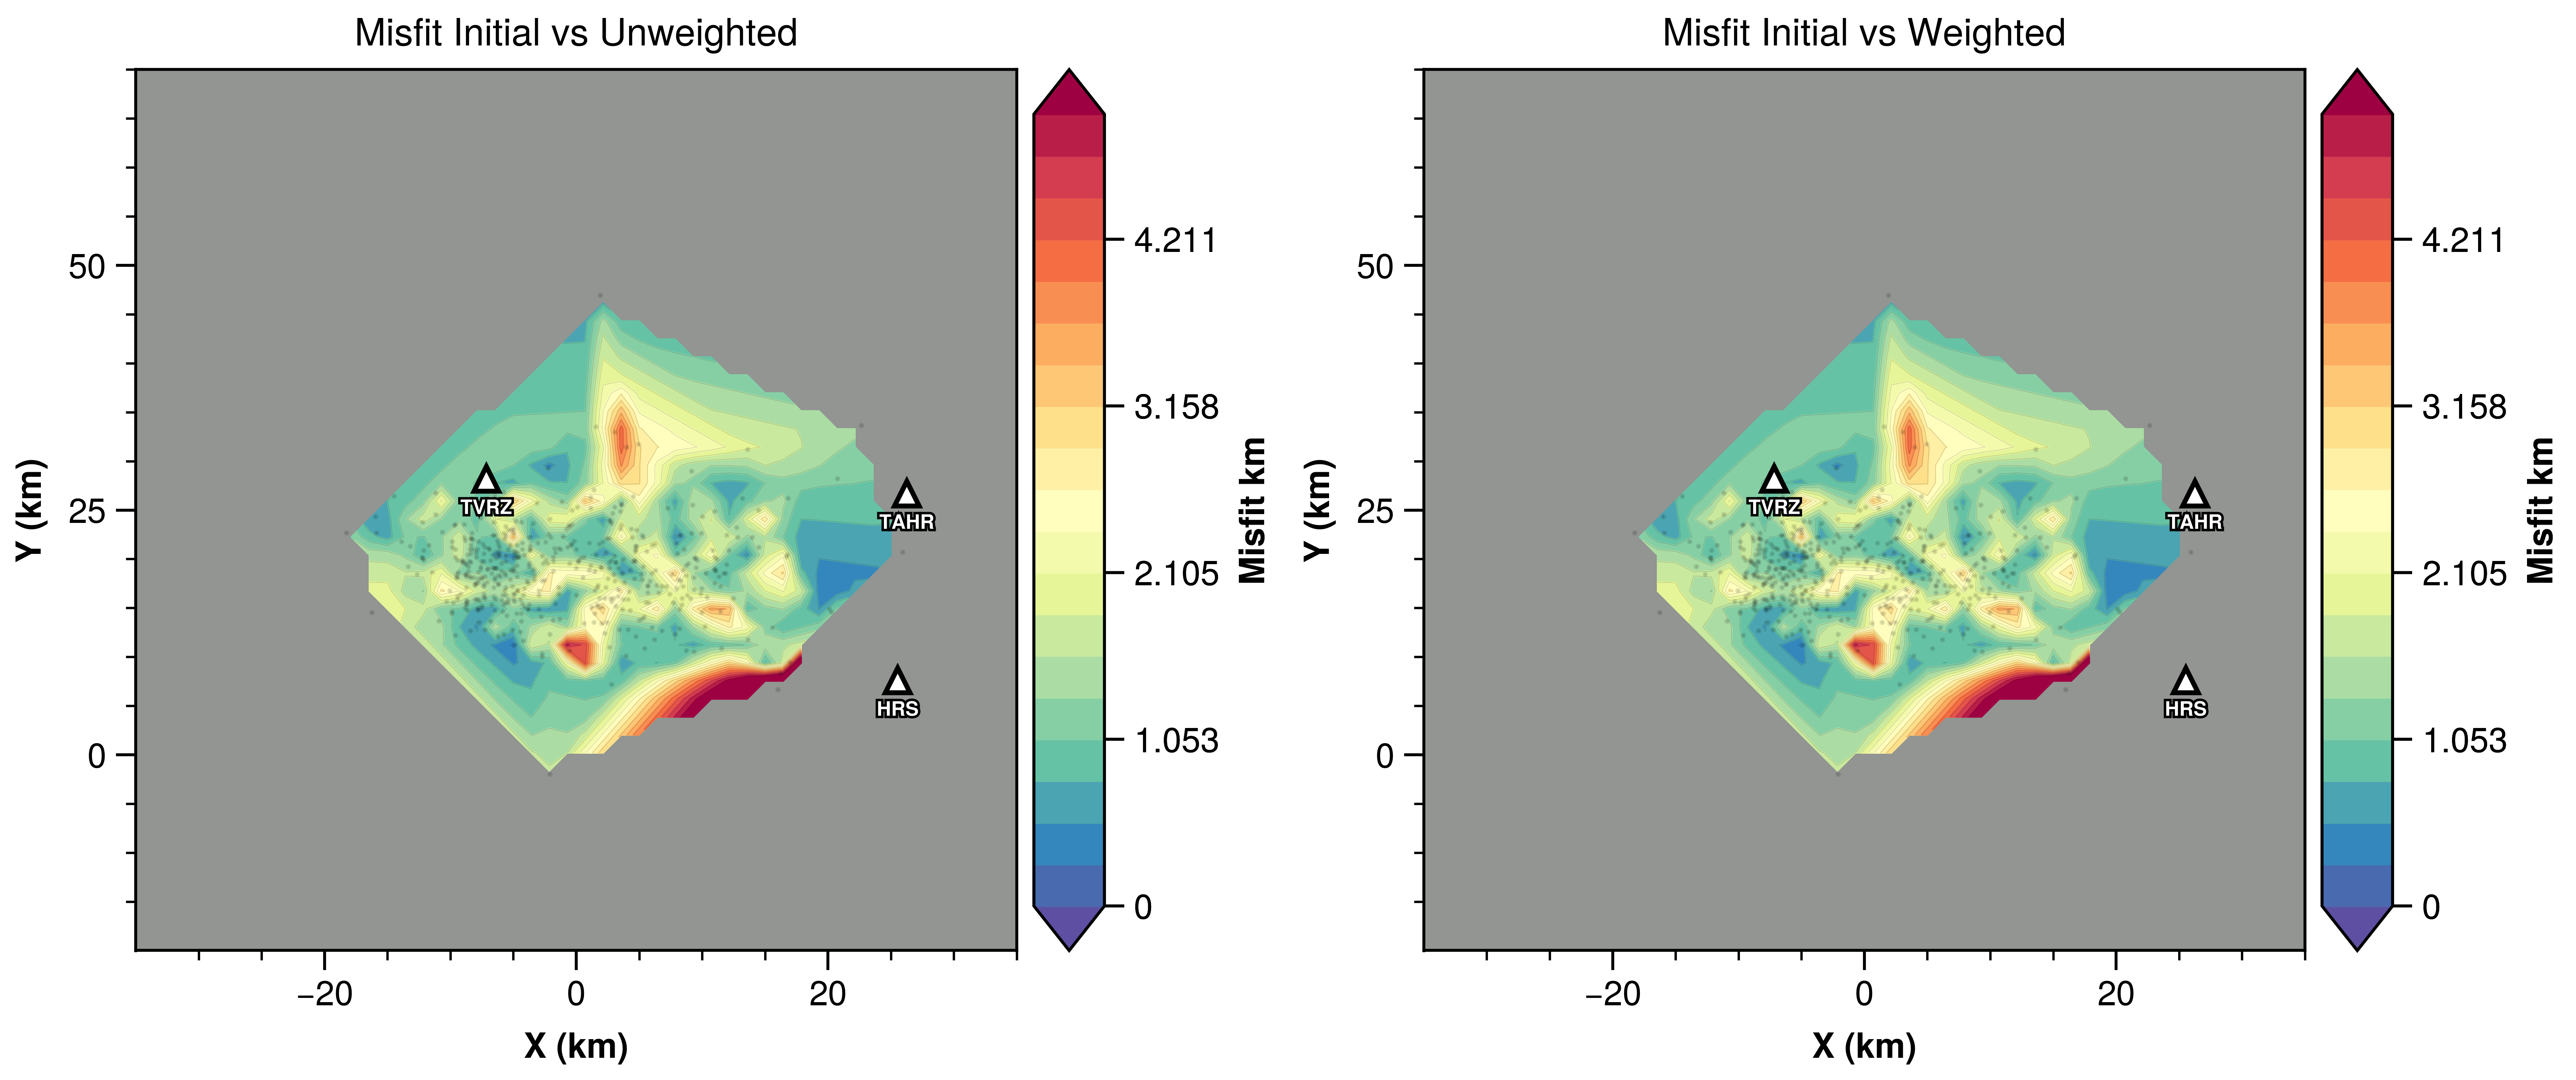 Misfit Initial vs Unweighted
50
25
0
Y (km)
−20
0
20
X (km)
TVRZ
TAHR
HRS
4.211
3.158
2.105
1.053
0
Misfit km
Misfit Initial vs Weighted
50
25
0
Y (km)
−20
0
20
X (km)
TVRZ
TAHR
HRS
4.211
3.158
2.105
1.053
0
Misfit km